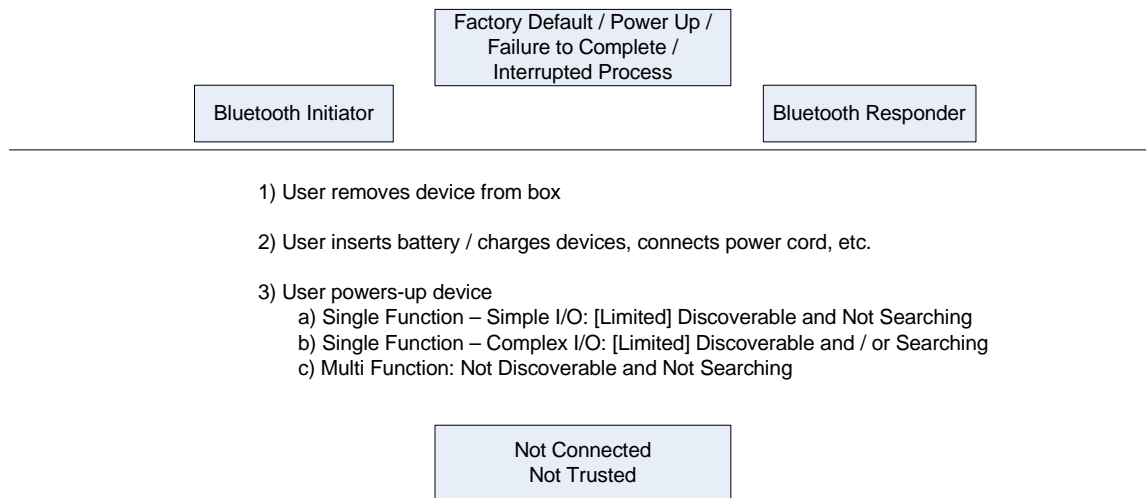 Factory Default / Power Up /
Failure to Complete /
Interrupted Process
Bluetooth Initiator
Bluetooth Responder
1) User removes device from box
2) User inserts battery / charges devices, connects power cord, etc.
3) User powers-up device
a) Single Function – Simple I/O: [Limited] Discoverable and Not Searching
b) Single Function – Complex I/O: [Limited] Discoverable and / or Searching
c) Multi Function: Not Discoverable and Not Searching
Not Connected
Not Trusted